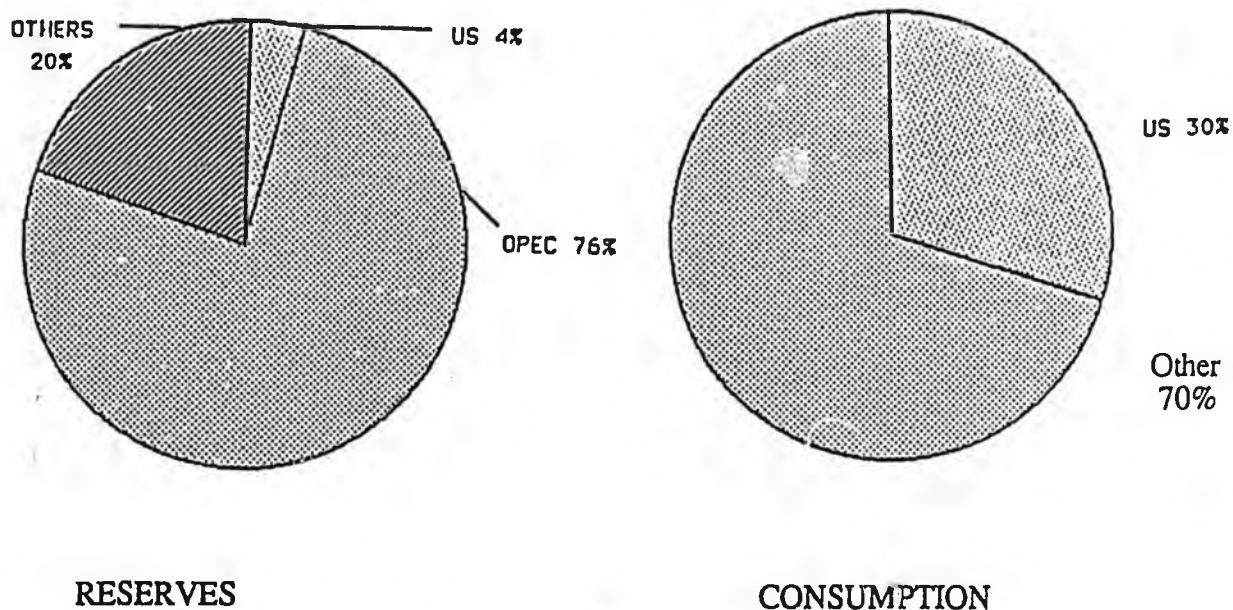 OTHERS
20%
US 4%
OPEC 76%
RESERVES
US 30%
Other
70%
CONSUMPTION